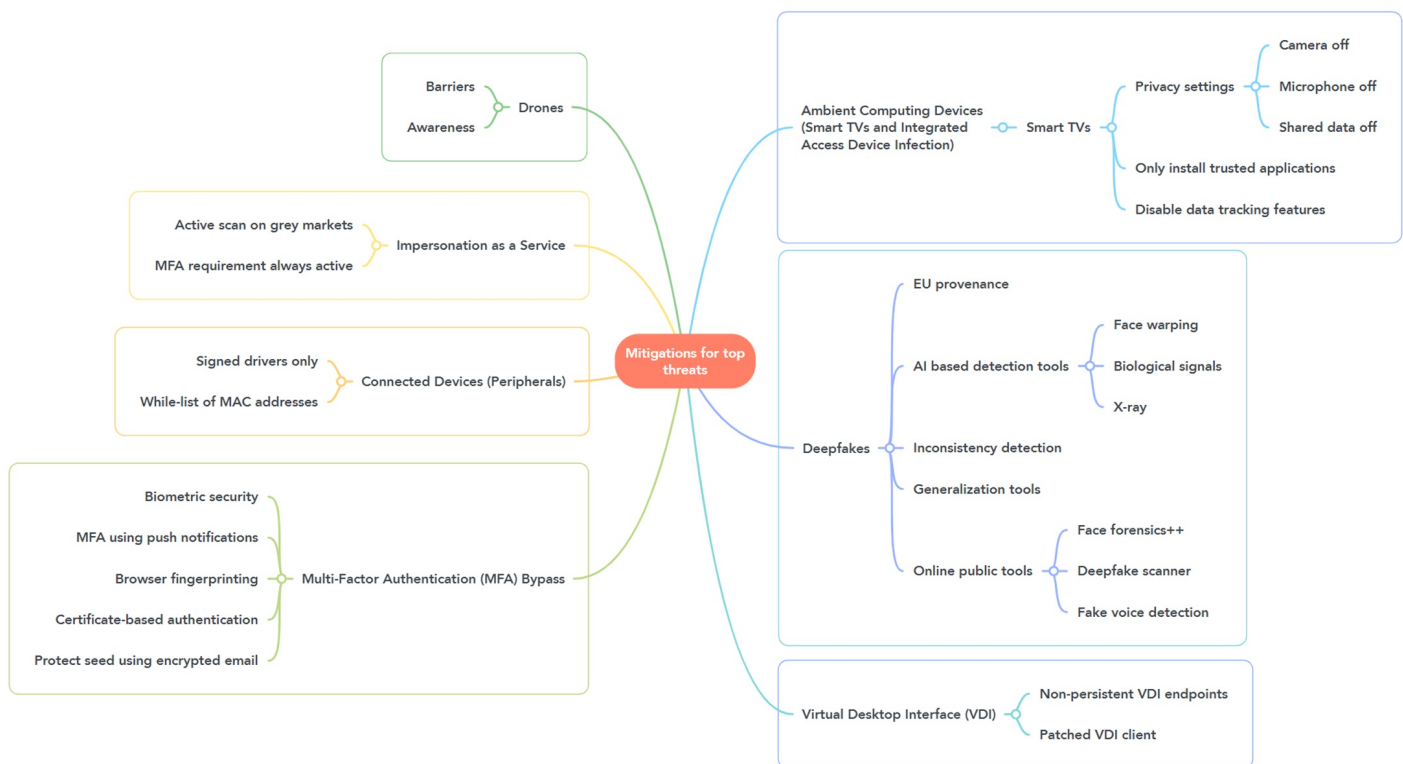 Mitigations for top
threats
Drones
Barriers
Awareness
Impersonation as a Service
Active scan on grey markets
MFA requirement always active
Connected Devices (Peripherals)
Signed drivers only
While-list of MAC addresses
Multi-Factor Authentication (MFA) Bypass
Biometric security
MFA using push notifications
Browser fingerprinting
Certificate-based authentication
Protect seed using encrypted email
Ambient Computing Devices
(Smart TVs and Integrated
Access Device Infection)
Smart TVs
Privacy settings
Camera off
Microphone off
Shared data off
Only install trusted applications
Disable data tracking features
Deepfakes
EU provenance
AI based detection tools
Face warping
Biological signals
X-ray
Inconsistency detection
Generalization tools
Online public tools
Face forensics++
Deepfake scanner
Fake voice detection
Virtual Desktop Interface (VDI)
Non-persistent VDI endpoints
Patched VDI client